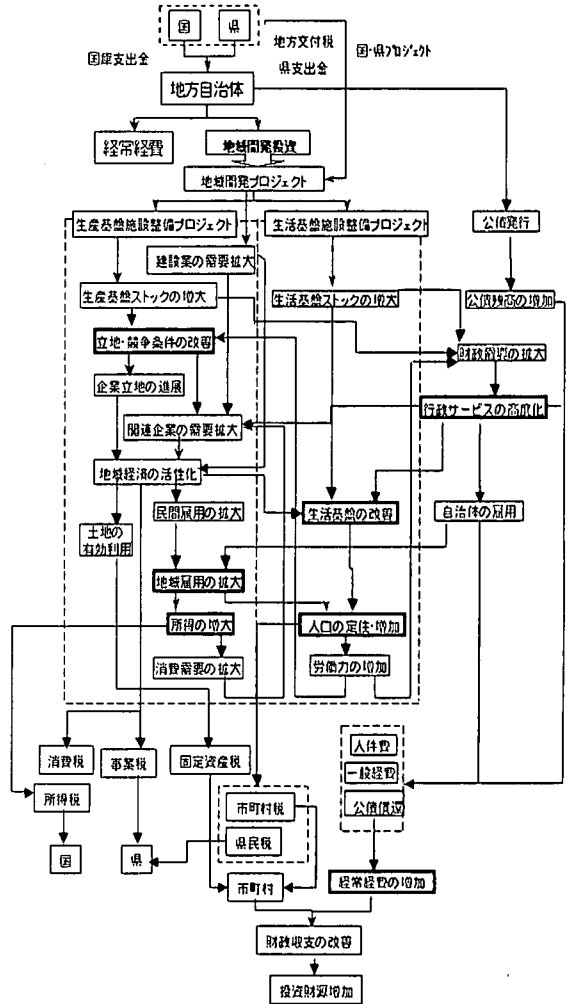 国
県
地方交付税
国庫支出金
県支出金
国・県プロジェクト
地方自治体
経常経費
地域開発投資
地域開発プロジェクト
生産基盤施設整備プロジェクト
生活基盤施設整備プロジェクト
公債発行
建設業の需要拡大
生産基盤ストックの増大
生活基盤ストックの増大
公債残高の増加
立地・競争条件の改善
財政需要の拡大
企業立地の進展
行政サービスの高度化
関連企業の需要拡大
地域経済の活性化
民間雇用の拡大
生活基盤の改善
自治体の雇用
土地の
有効利用
地域雇用の拡大
所得の増大
人口の定住・増加
消費需要の拡大
労働力の増加
消費税
事業税
固定資産税
人件費
一般経費
公債償還
所得税
市町村税
県民税
国
県
市町村
経常経費の増加
財政収支の改善
投資財源増加